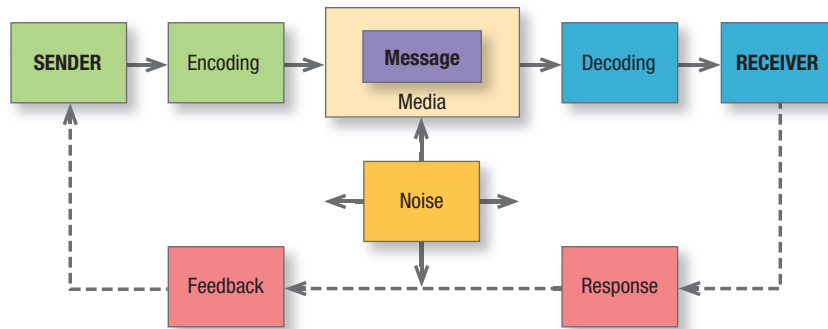 SENDER
Encoding
Message
Media
Decoding
RECEIVER
Noise
Feedback
Response